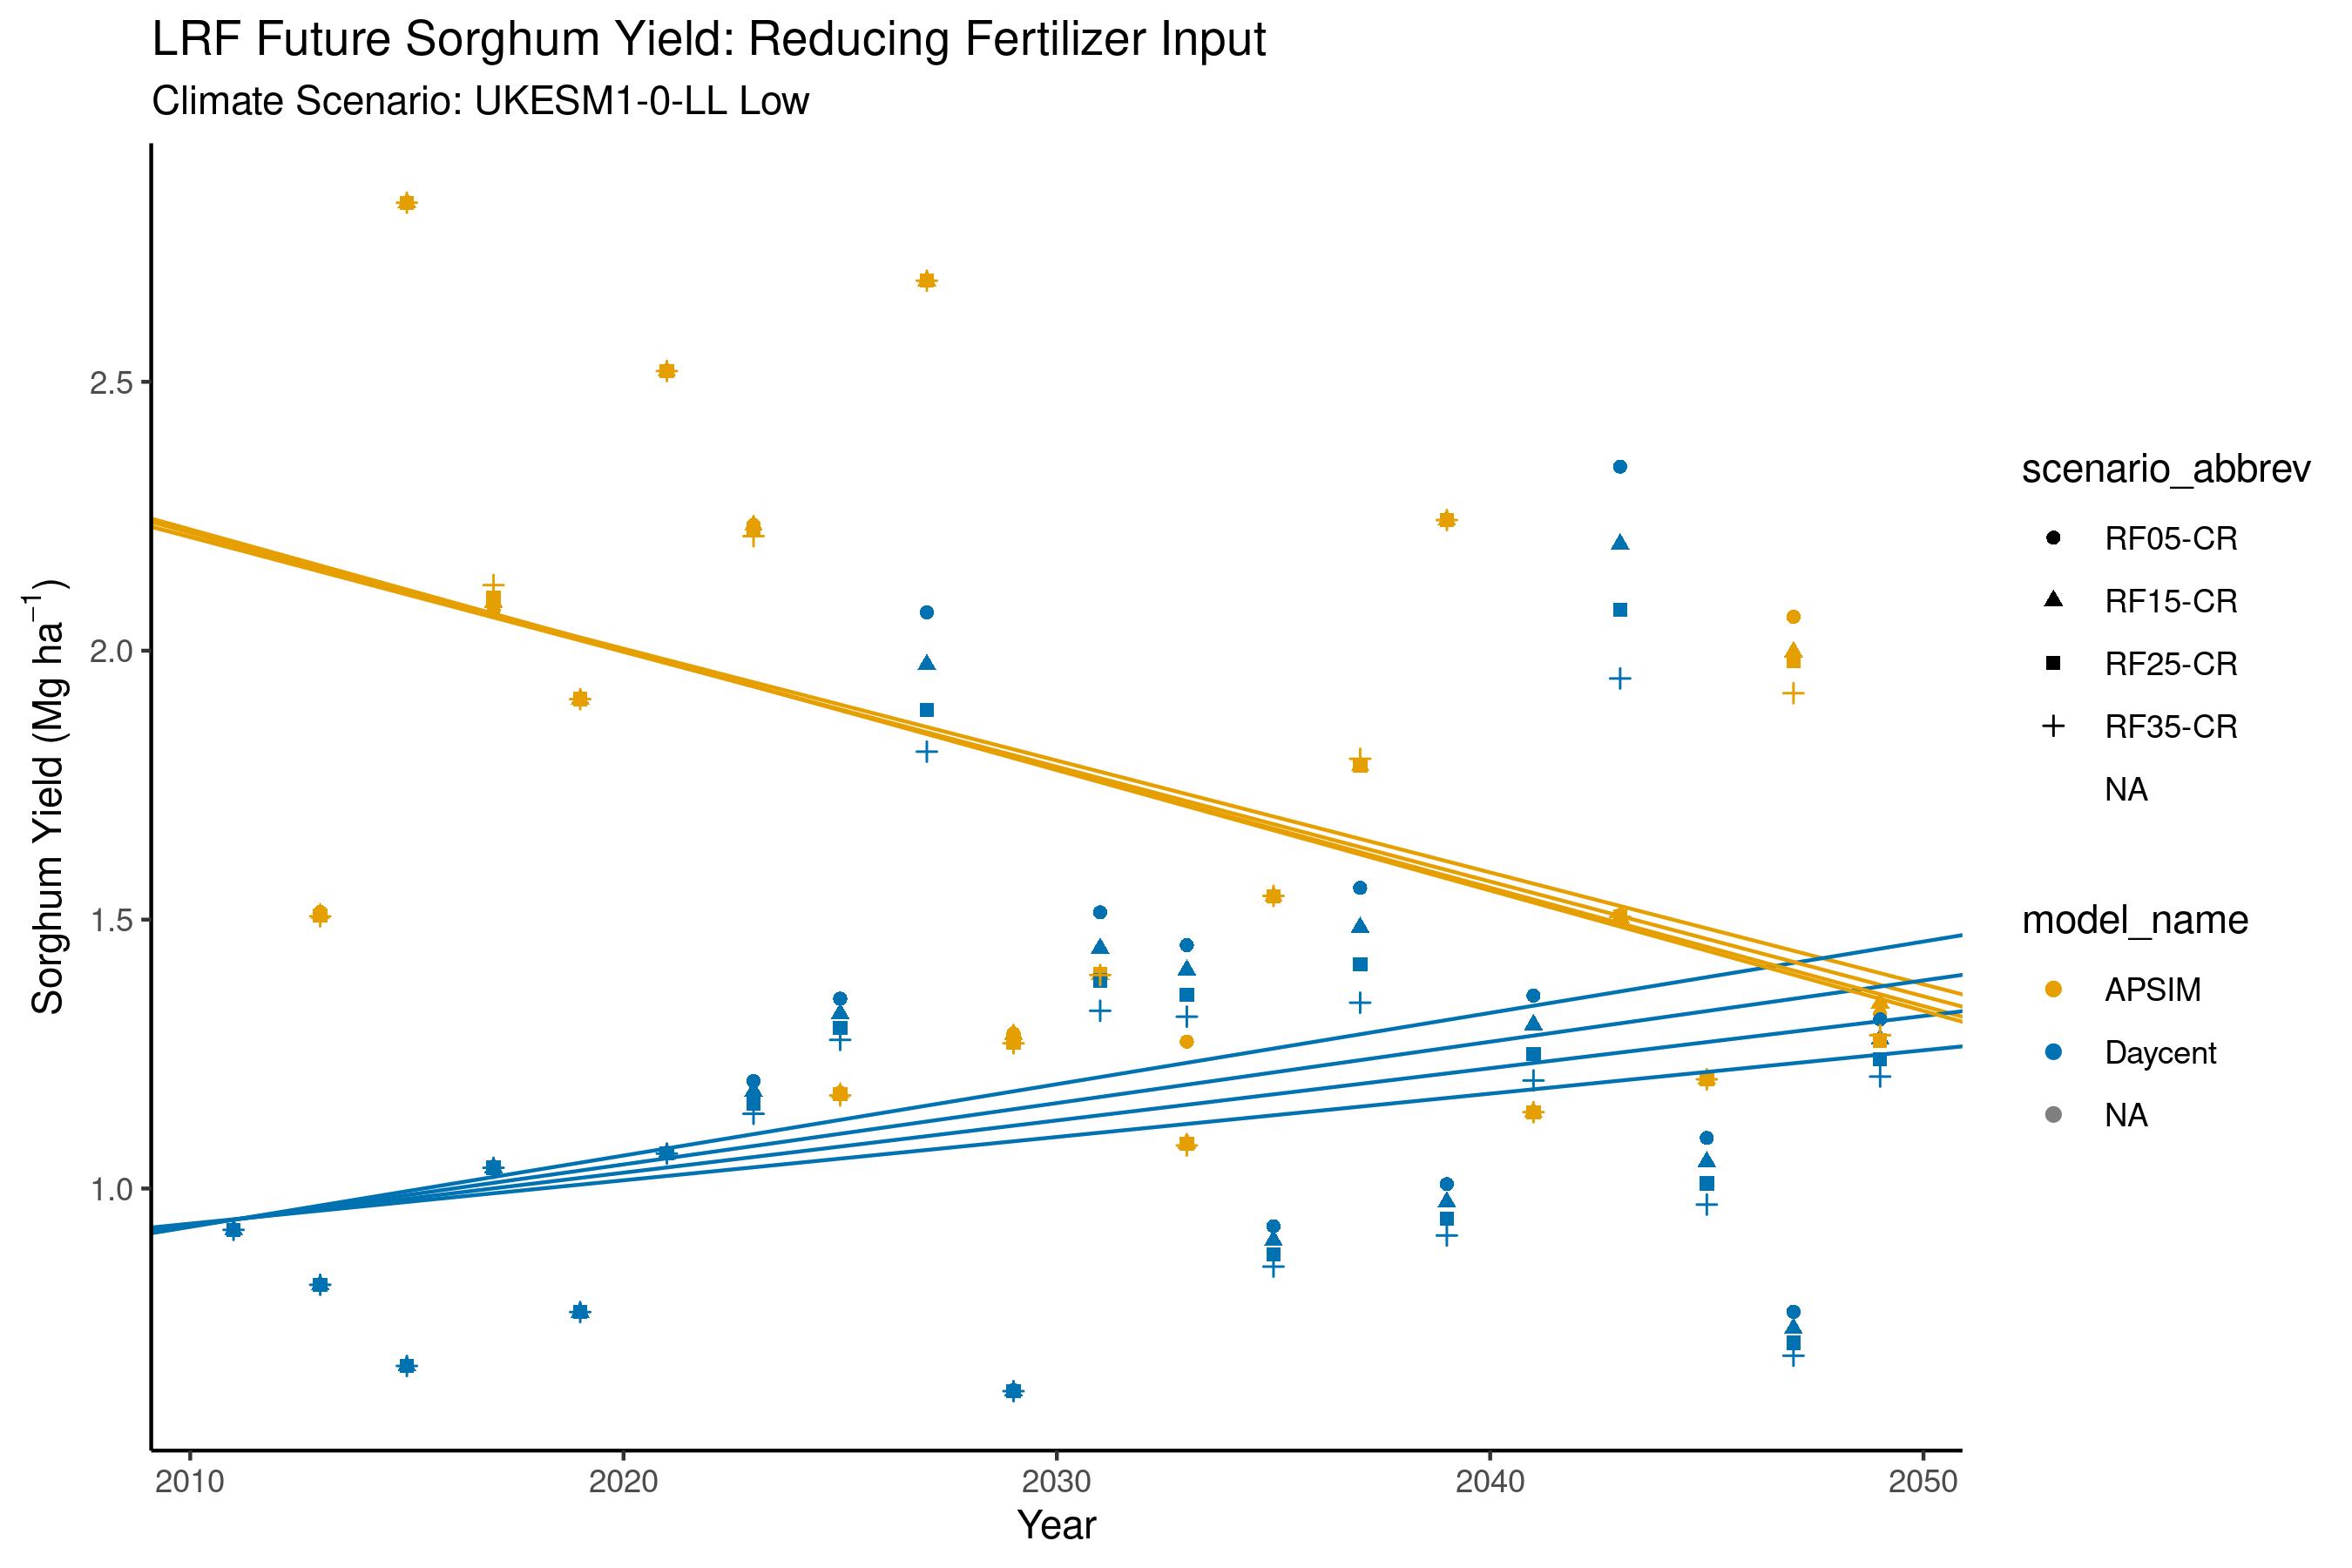 LRF Future Sorghum Yield: Reducing Fertilizer Input
Climate Scenario: UKESM1-0-LL Low
Sorghum Yield (Mg ha⁻¹)
2.5
2.0
1.5
1.0
2010
2020
2030
2040
2050
Year
scenario_abbrev
RF05-CR
RF15-CR
RF25-CR
RF35-CR
NA
model_name
APSIM
Daycent
NA